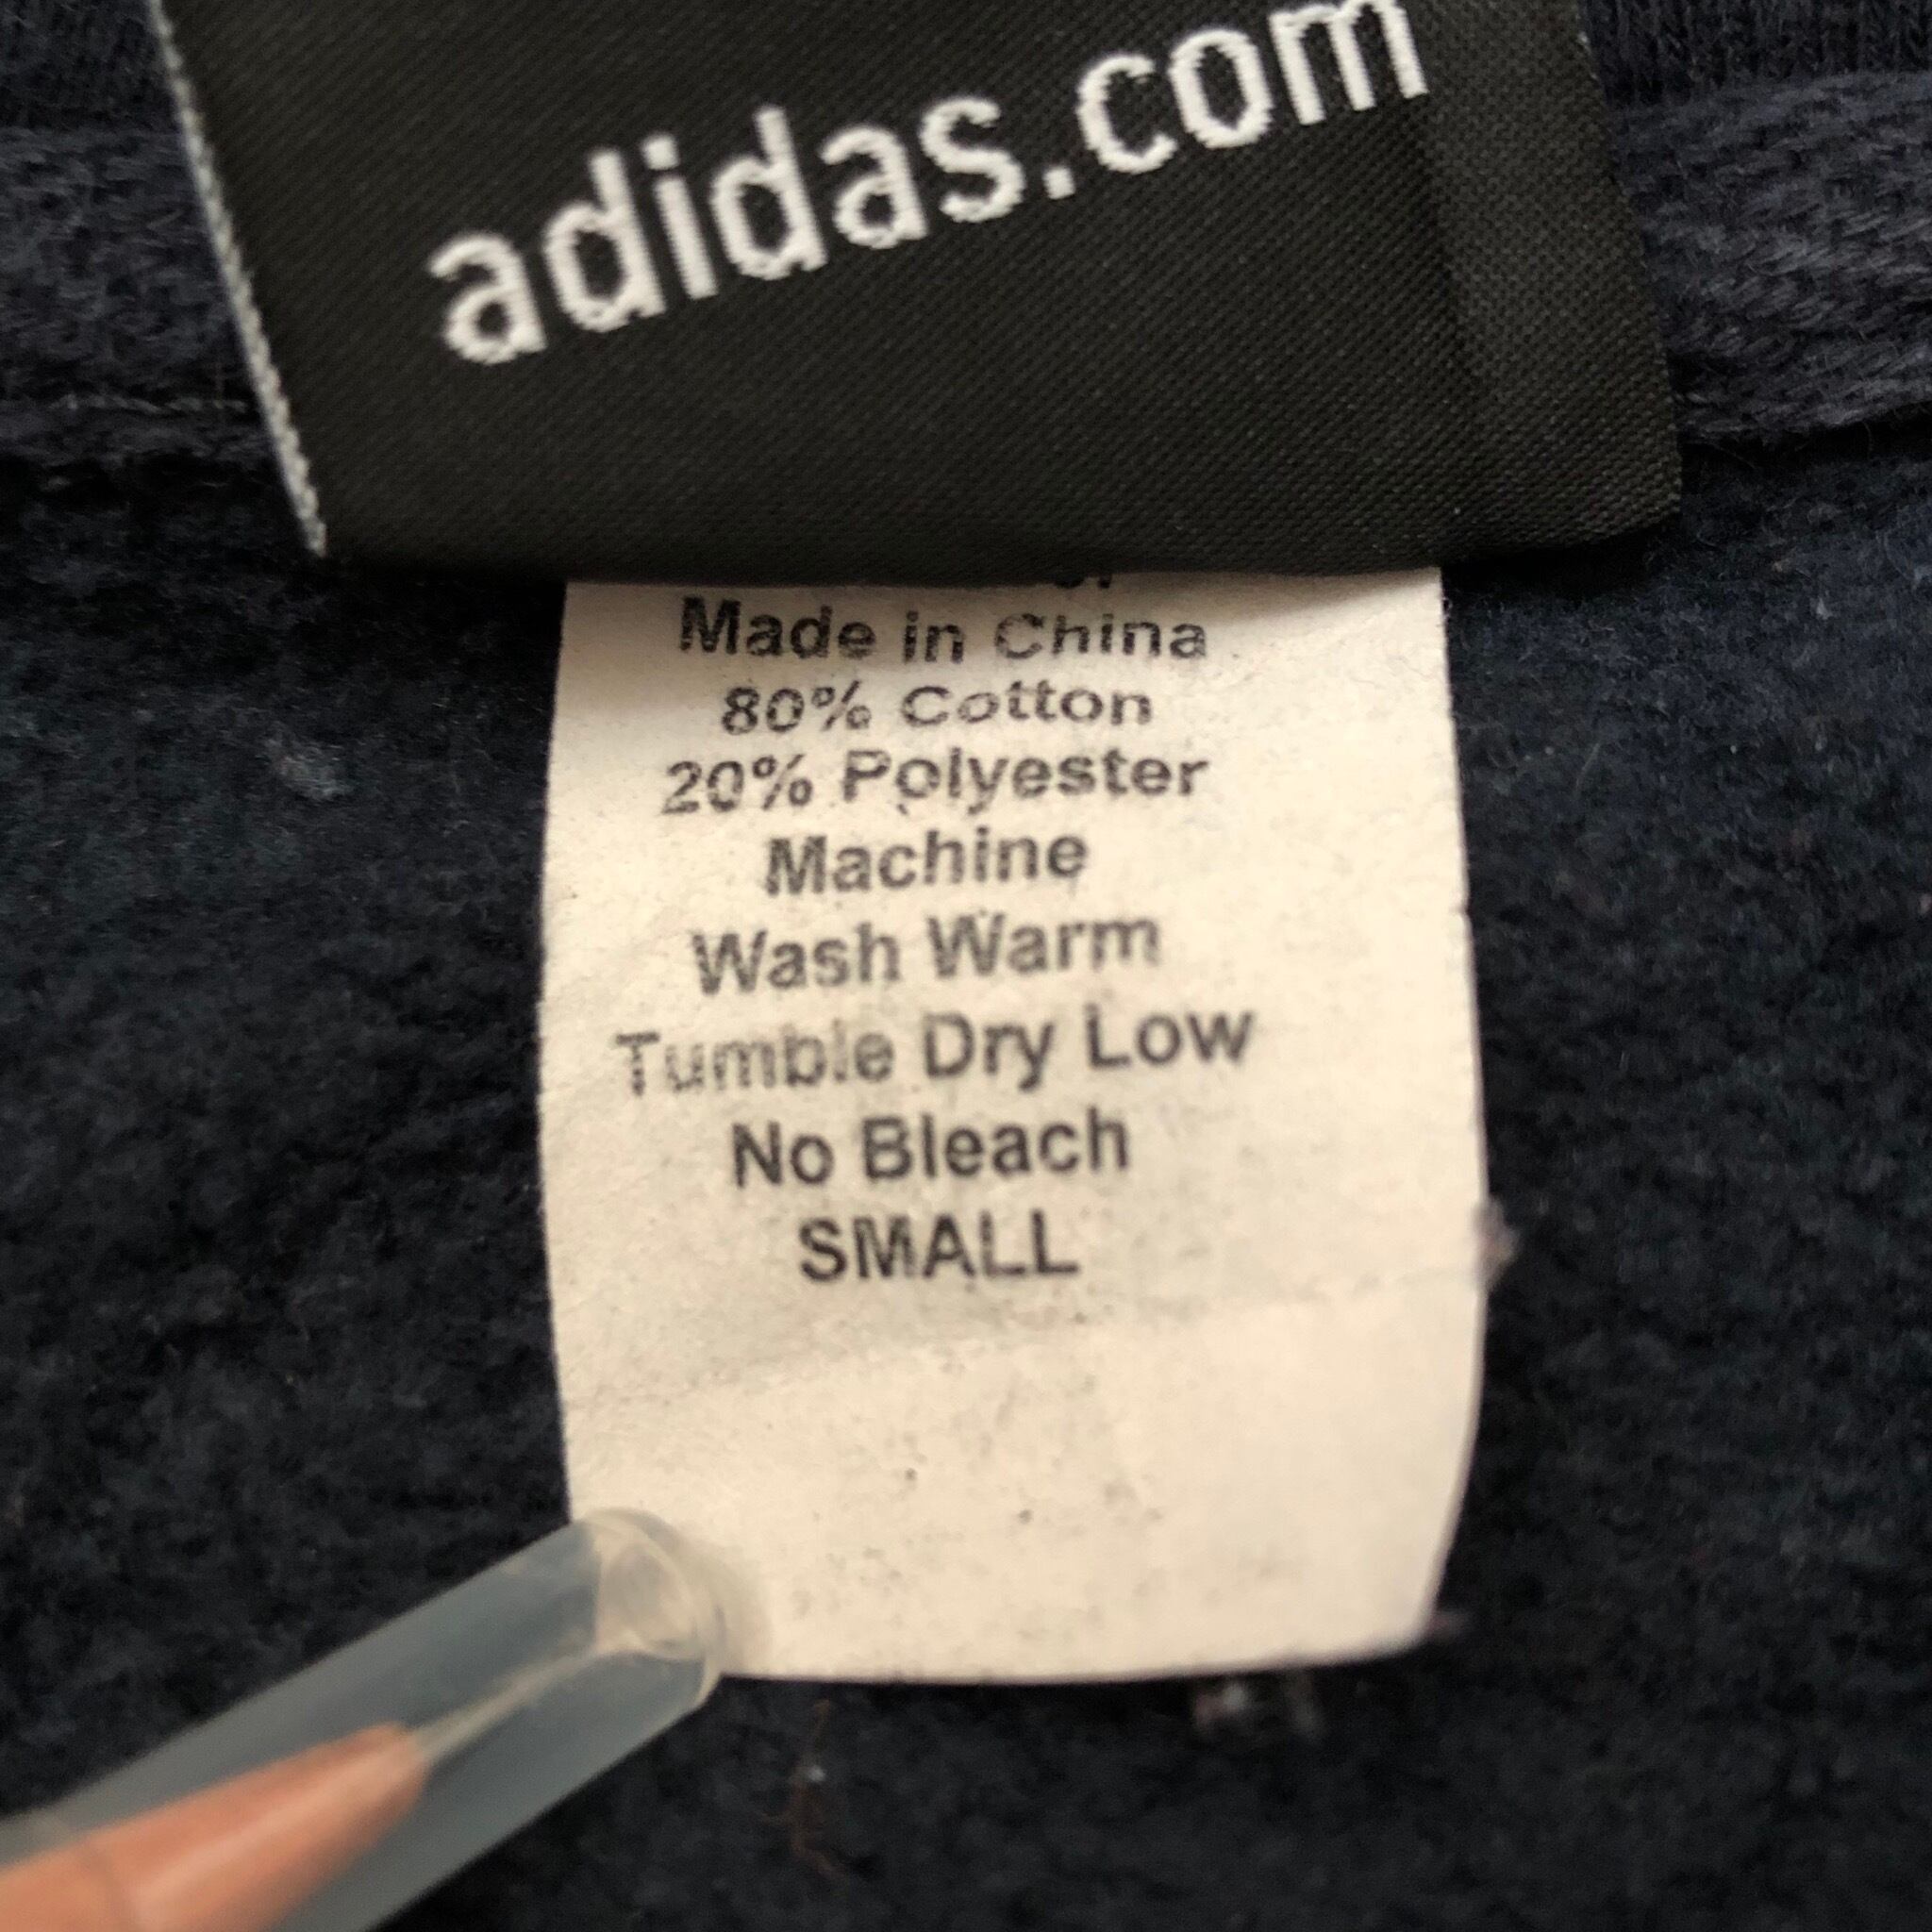 adidas.com
Made in China
80% Cotton
20% Polyester
Machine
Wash Warm
Tumble Dry Low
No Bleach
SMALL